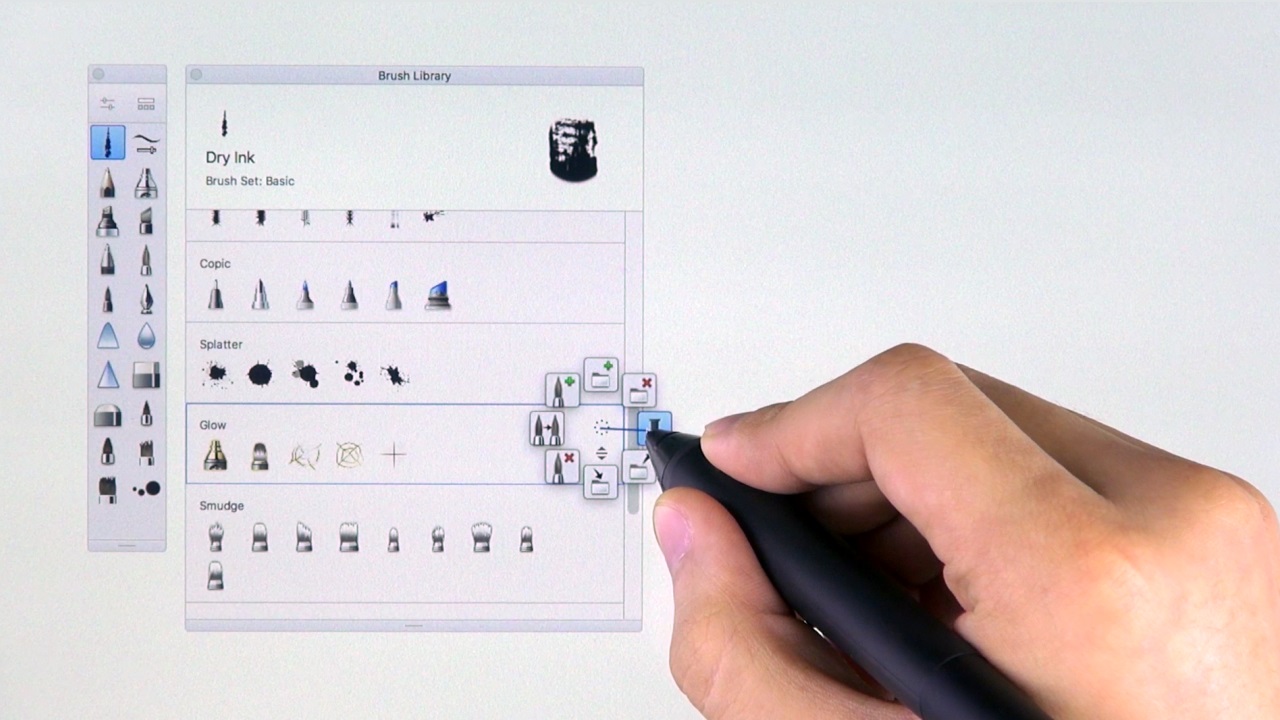 Brush Library
Dry Ink
Brush Set: Basic
Copic
Splatter
Glow
Smudge